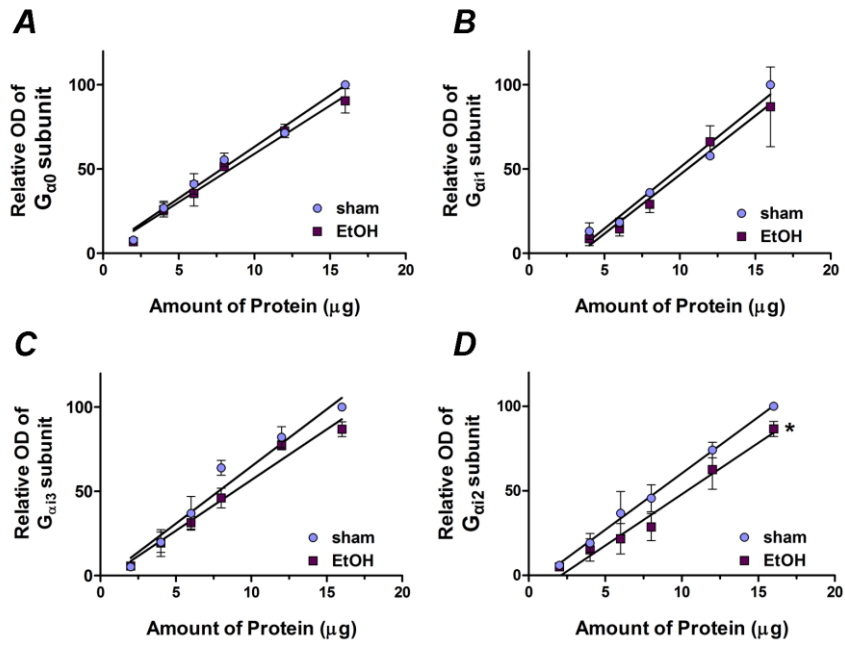 A
Relative OD of
Gα0 subunit
100
50
0
0 5 10 15 20
sham
EtOH
Amount of Protein (μg)
B
Relative OD of
Gαi1 subunit
100
50
0
0 5 10 15 20
sham
EtOH
Amount of Protein (μg)
C
Relative OD of
Gαi3 subunit
100
50
0
0 5 10 15 20
sham
EtOH
Amount of Protein (μg)
D
Relative OD of
Gαi2 subunit
100
50
0
0 5 10 15 20
*
sham
EtOH
Amount of Protein (μg)